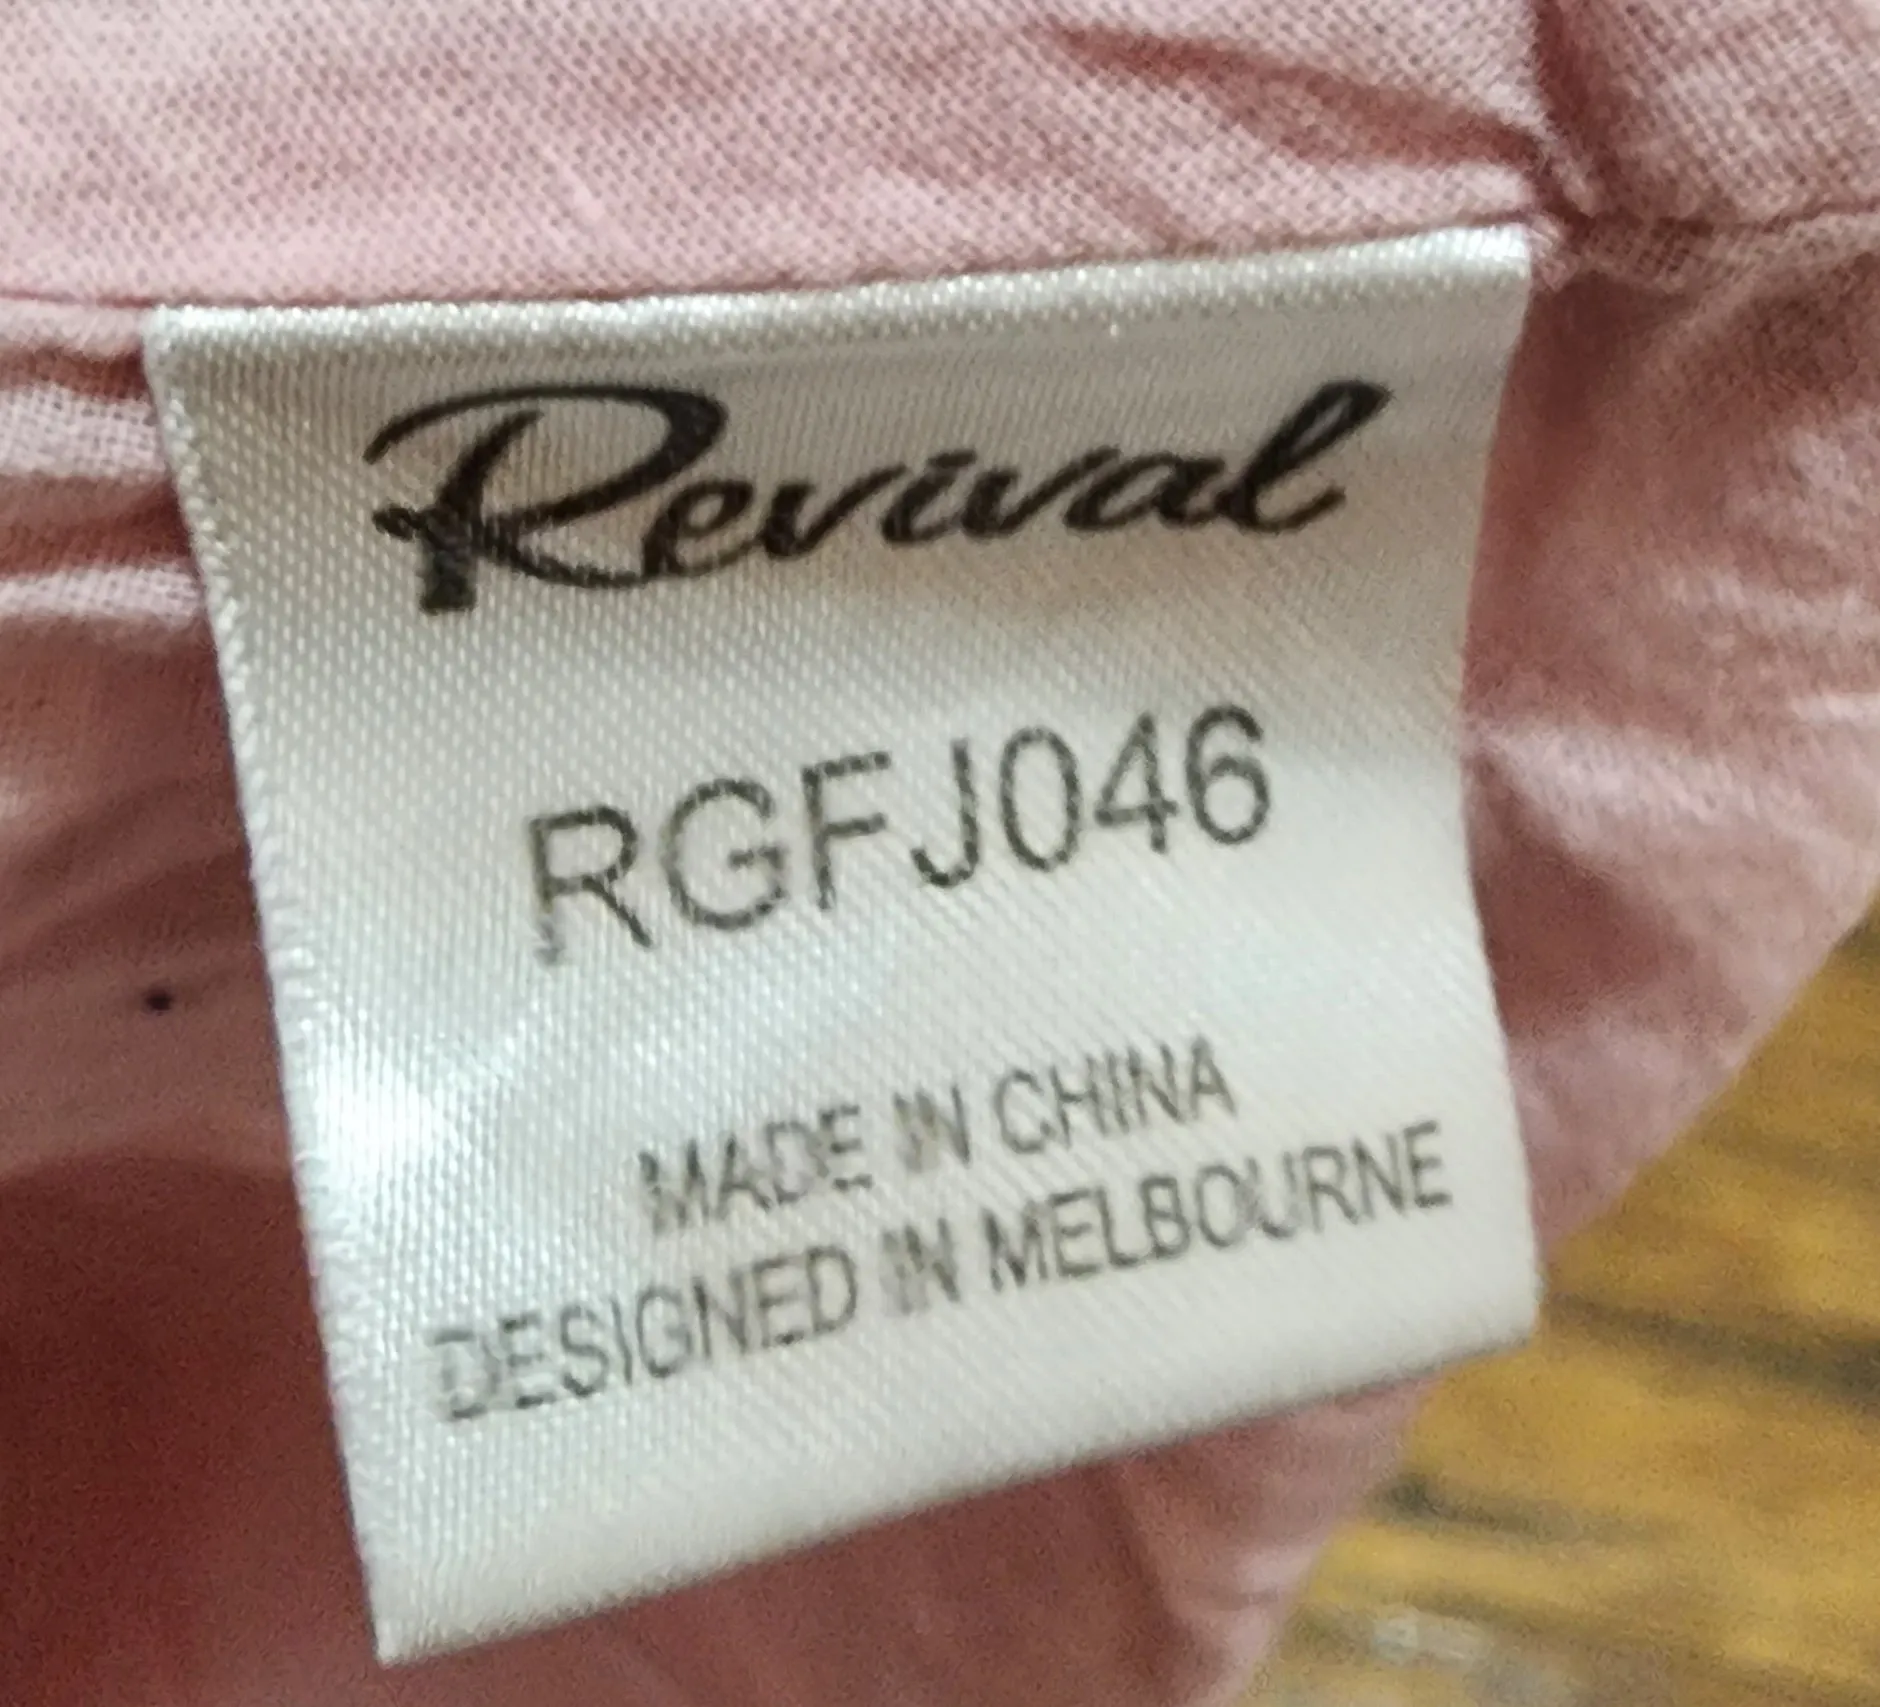 Revival
RGFJ046
MADE IN CHINA
DESIGNED IN MELBOURNE